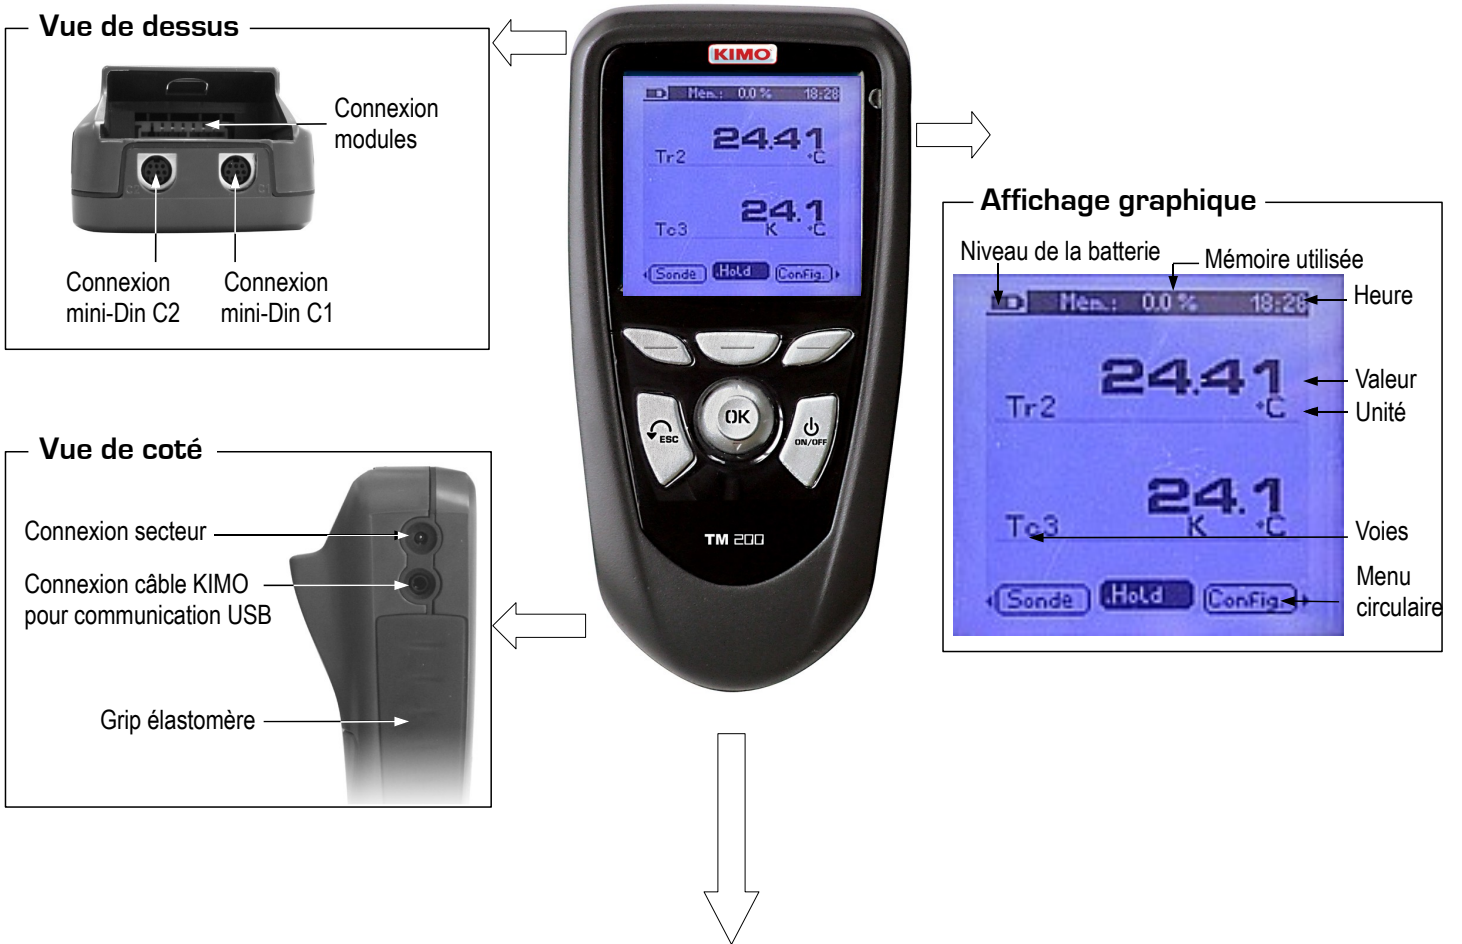 Vue de dessus
Connexion
modules
C2
C1
Connexion
mini-Din C2
Connexion
mini-Din C1
Vue de coté
Connexion secteur
Connexion câble KIMO
pour communication USB
Grip élastomère
KIMO
Mem.: 0.0 % 18:28
24.41
Tr2 °C
24.1
Tc3 K °C
Sonde Hold Config.
OK
ESC
ON/OFF
TM 200
Affichage graphique
Niveau de la batterie
Mémoire utilisée
Heure
Mem.: 0.0 % 18:28
24.41
Valeur
Tr2 °C
Unité
24.1
Tc3 K °C
Voies
Menu
circulaire
Sonde Hold Config.